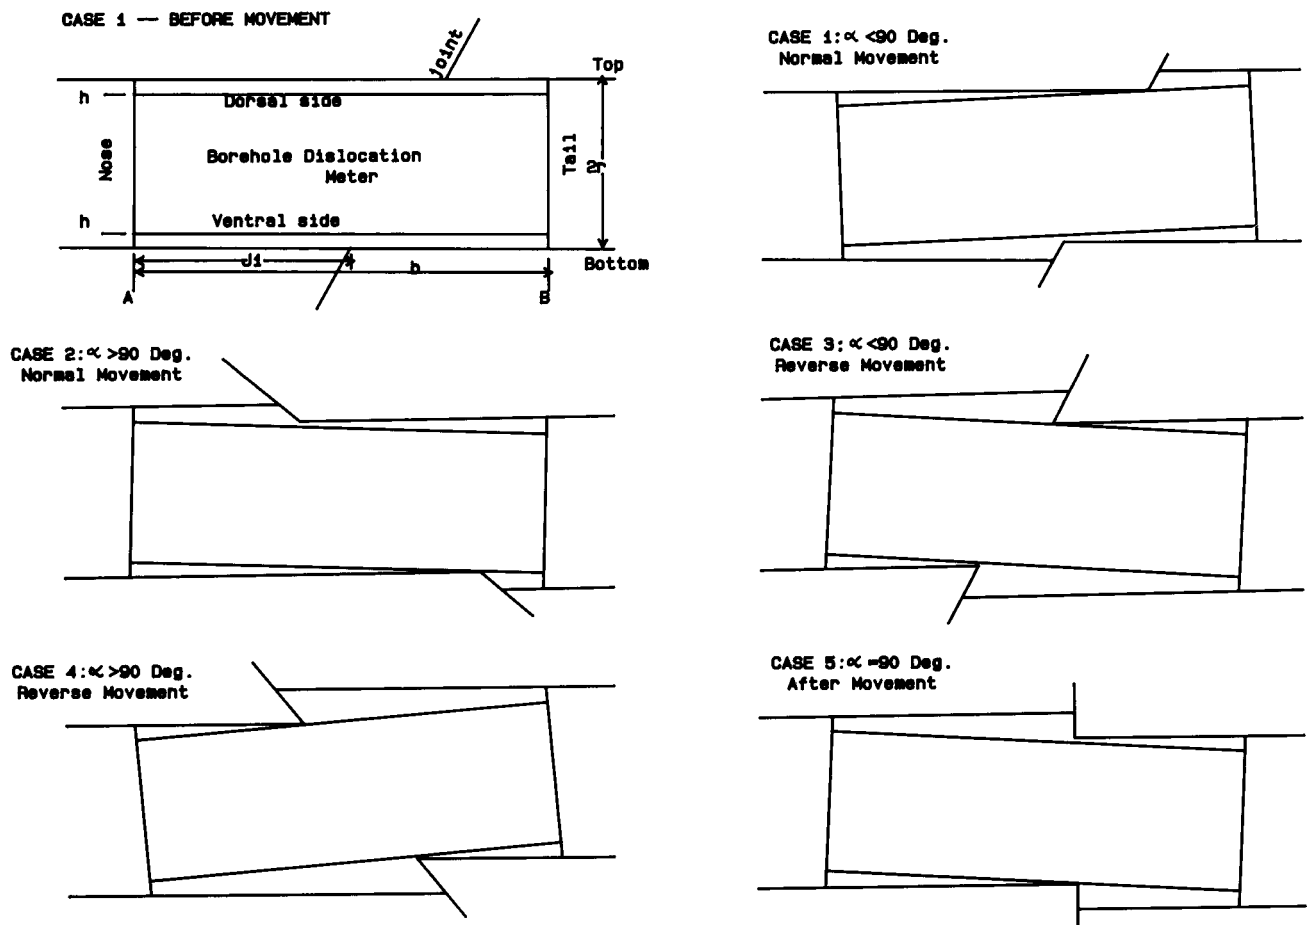 CASE 1 — BEFORE MOVEMENT
joint
Top
h
Dorsal side
Nose
Borehole Dislocation
Meter
Tail
2j
h
Ventral side
J1
b
Bottom
A
B
CASE 1:∝ <90 Deg.
Normal Movement
CASE 2:∝ >90 Deg.
Normal Movement
CASE 3:∝ <90 Deg.
Reverse Movement
CASE 4:∝ >90 Deg.
Reverse Movement
CASE 5:∝ =90 Deg.
After Movement